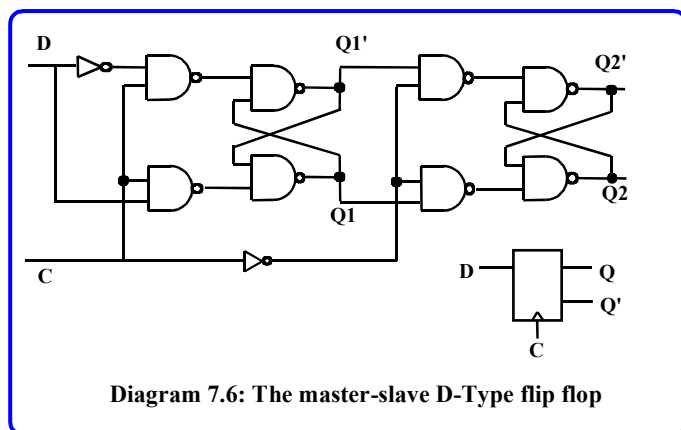 D
Q1'
Q2'
Q1
Q2
C
D
Q
Q'
C
Diagram 7.6: The master-slave D-Type flip flop